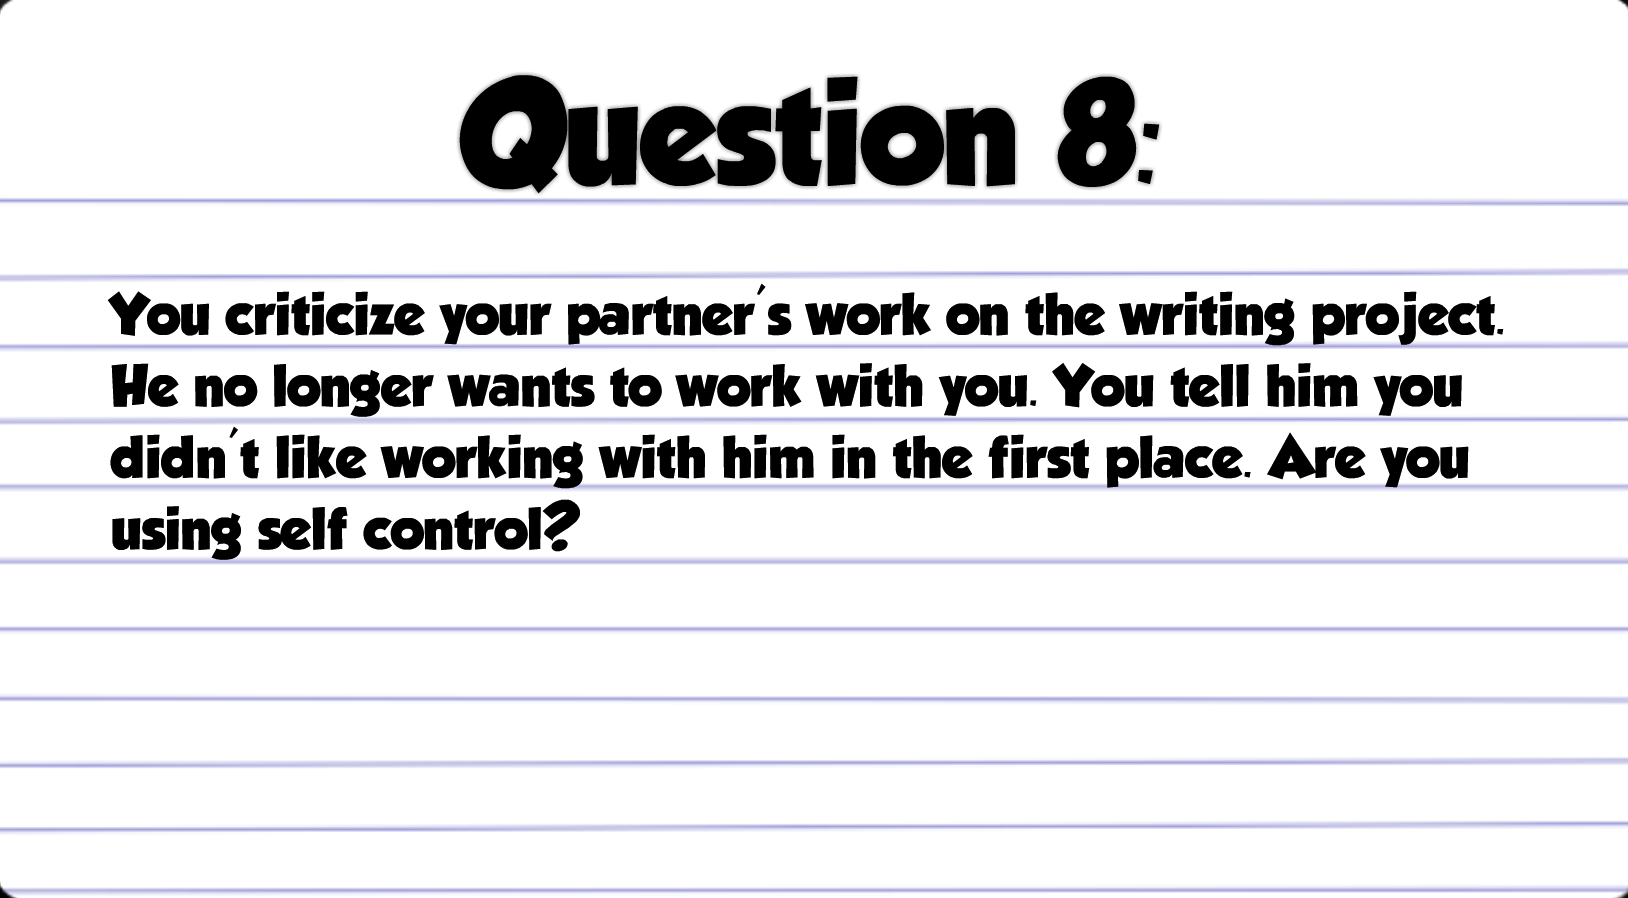 Question 8:
You criticize your partner's work on the writing project.
He no longer wants to work with you. You tell him you
didn't like working with him in the first place. Are you
using self control?